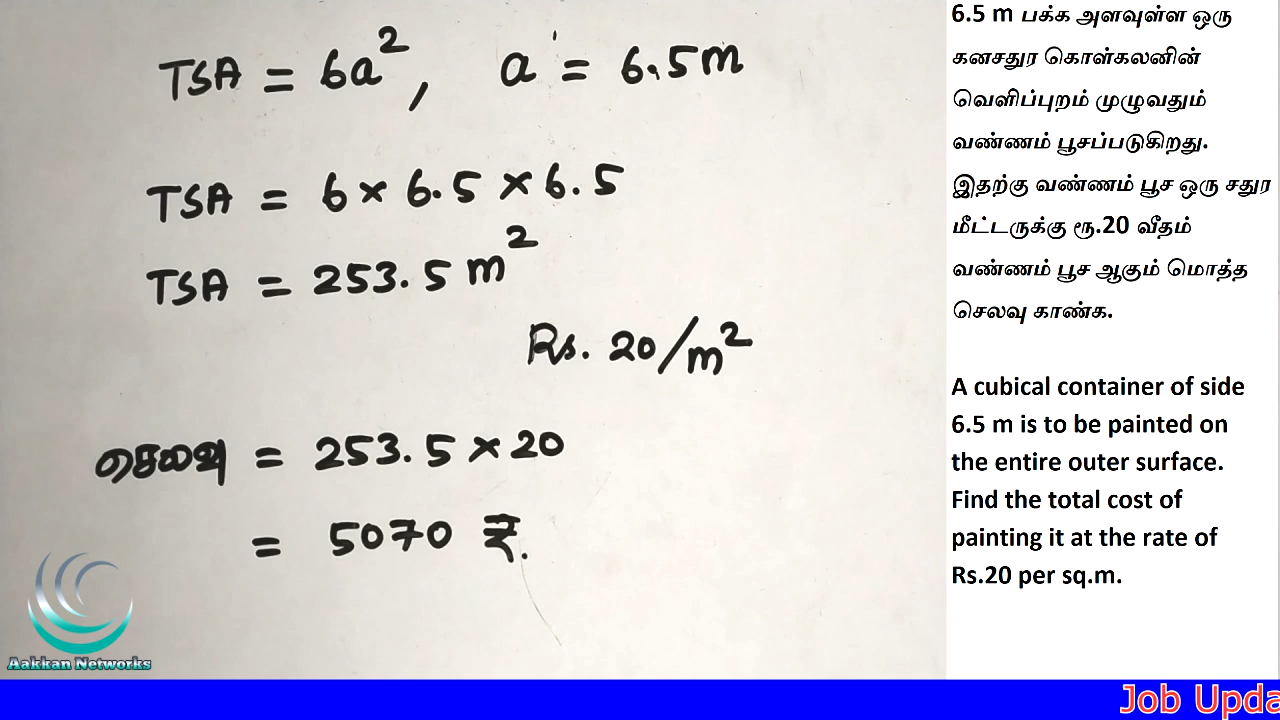 TSA = 6a², a = 6.5m
TSA = 6 × 6.5 × 6.5
TSA = 253.5 m²
Rs. 20/m²
செலவு = 253.5 × 20
= 5070 ₹.
Aakkan Networks
6.5 m பக்க அளவுள்ள ஒரு
கனசதுர கொள்கலனின்
வெளிப்புறம் முழுவதும்
வண்ணம் பூசப்படுகிறது.
இதற்கு வண்ணம் பூச ஒரு சதுர
மீட்டருக்கு ரூ.20 வீதம்
வண்ணம் பூச ஆகும் மொத்த
செலவு காண்க.
A cubical container of side
6.5 m is to be painted on
the entire outer surface.
Find the total cost of
painting it at the rate of
Rs.20 per sq.m.
Job Upda